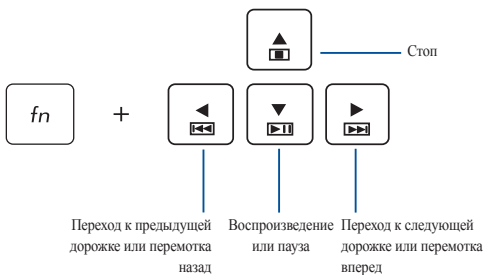 Стоп
fn +
Переход к предыдущей
дорожке или перемотка
назад
Воспроизведение
или пауза
Переход к следующей
дорожке или перемотка
вперед